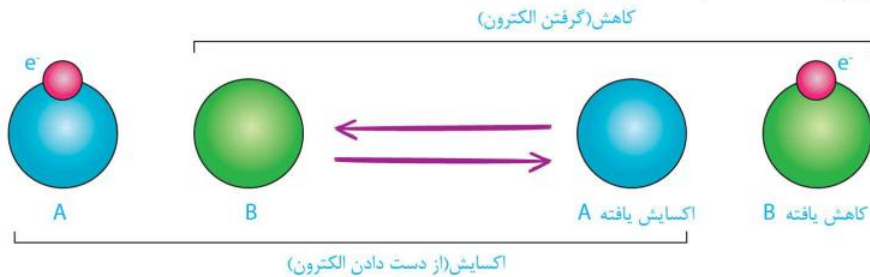 کاهش(گرفتن الکترون)
e⁻
e⁻
A
B
A اکسایش یافته
B کاهش یافته
اکسایش(از دست دادن الکترون)